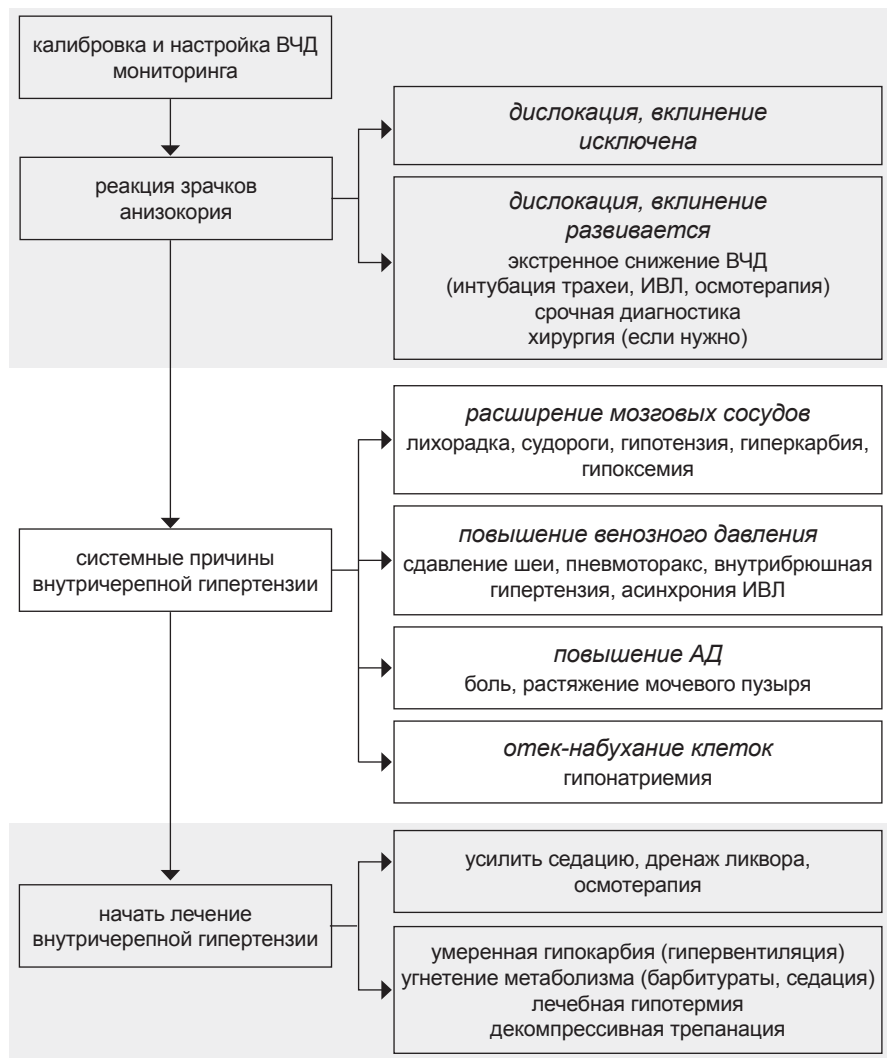 калибровка и настройка ВЧД
мониторинга
реакция зрачков
анизокория
дислокация, вклинение
исключена
дислокация, вклинение
развивается
экстренное снижение ВЧД
(интубация трахеи, ИВЛ, осмотерапия)
срочная диагностика
хирургия (если нужно)
системные причины
внутричерепной гипертензии
расширение мозговых сосудов
лихорадка, судороги, гипотензия, гиперкарбия,
гипоксемия
повышение венозного давления
сдавление шеи, пневмоторакс, внутрибрюшная
гипертензия, асинхрония ИВЛ
повышение АД
боль, растяжение мочевого пузыря
отек-набухание клеток
гипонатриемия
начать лечение
внутричерепной гипертензии
усилить седацию, дренаж ликвора,
осмотерапия
умеренная гипокарбия (гипервентиляция)
угнетение метаболизма (барбитураты, седация)
лечебная гипотермия
декомпрессивная трепанация